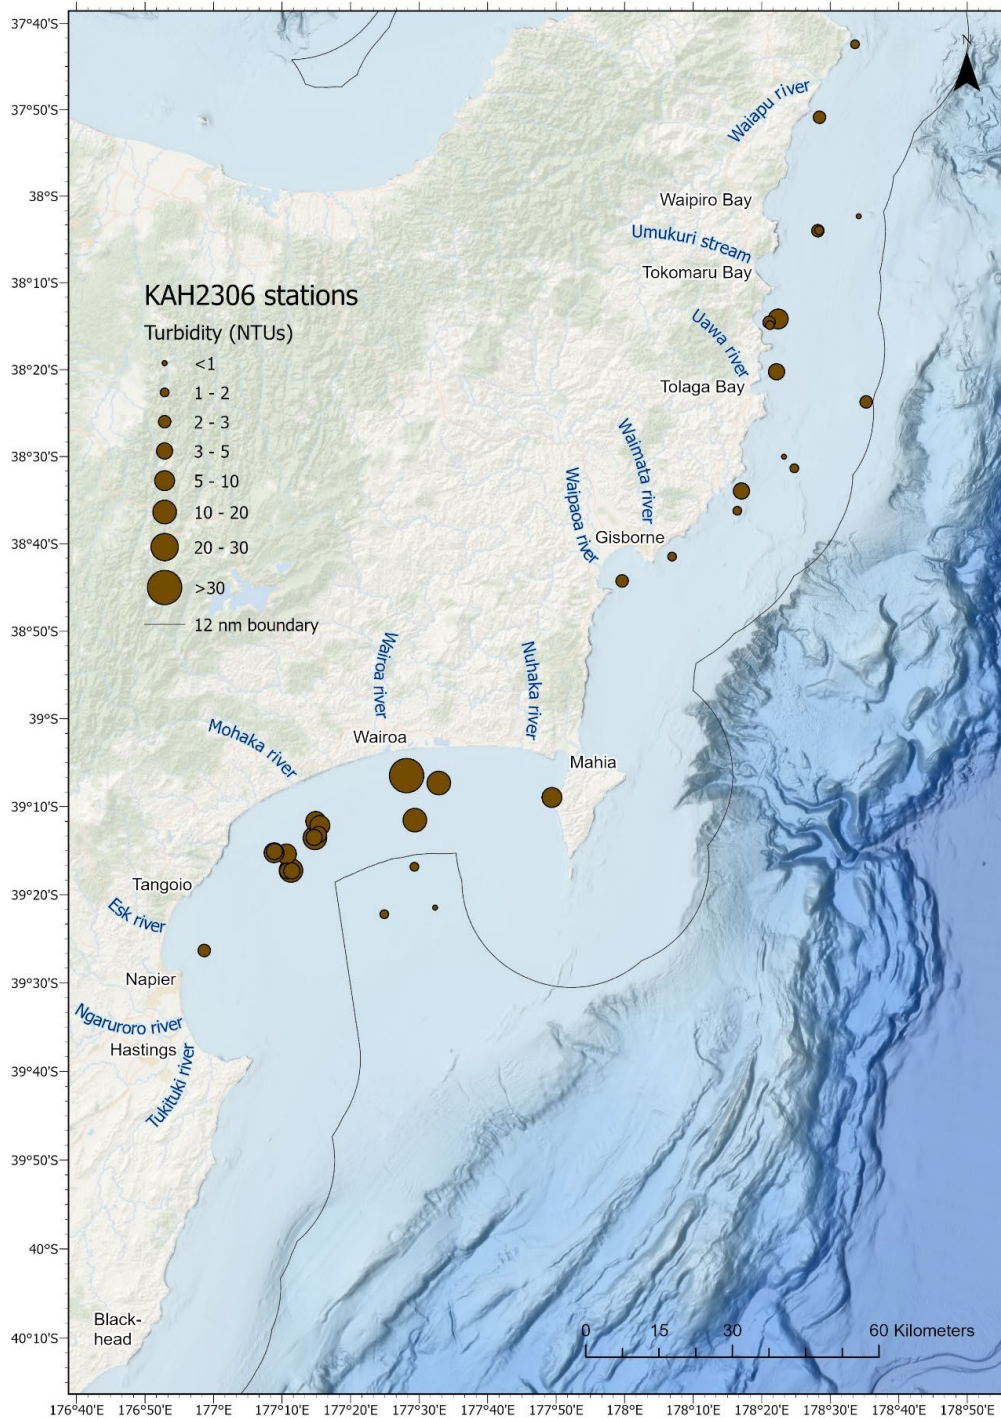 37°40'S
37°50'S
38°S
38°10'S
38°20'S
38°30'S
38°40'S
38°50'S
39°S
39°10'S
39°20'S
39°30'S
39°40'S
39°50'S
40°S
40°10'S
N
Waiapu river
Waipiro Bay
Umukuri stream
Tokomaru Bay
Uawa river
Tolaga Bay
KAH2306 stations
Turbidity (NTUs)
<1
1 - 2
2 - 3
3 - 5
5 - 10
10 - 20
20 - 30
>30
12 nm boundary
Waimata river
Waipaoa river
Gisborne
Wairoa river
Nuhaka river
Mohaka river
Wairoa
Mahia
Tangoio
Esk river
Napier
Ngaruroro river
Hastings
Tukituki river
Black-
head
0 15 30 60 Kilometers
176°40'E 176°50'E 177°E 177°10'E 177°20'E 177°30'E 177°40'E 177°50'E 178°E 178°10'E 178°20'E 178°30'E 178°40'E 178°50'E